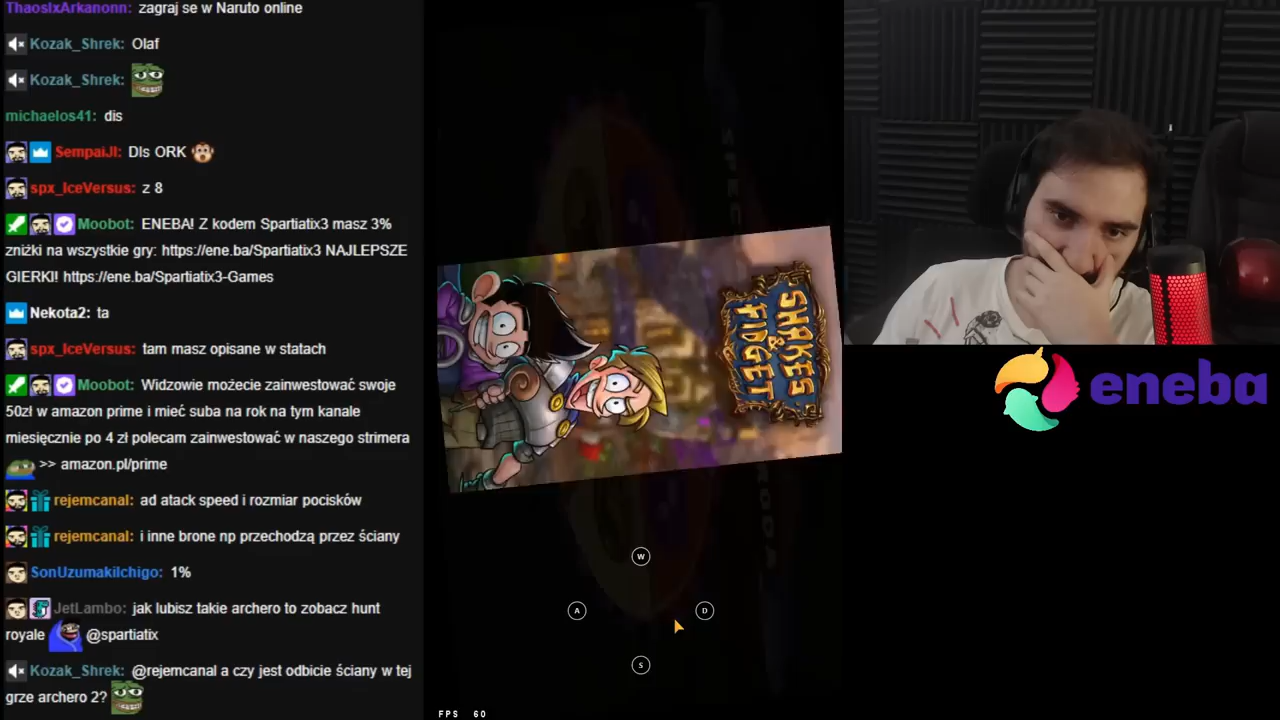 ThaosIxArkanonn: zagraj se w Naruto online
Kozak_Shrek: Olaf
Kozak_Shrek:
michaelos41: dis
SempaiJI: DIs ORK
spx_IceVersus: z 8
Moobot: ENEBA! Z kodem Spartiatix3 masz 3%
zniżki na wszystkie gry: https://ene.ba/Spartiatix3 NAJLEPSZE
GIERKI! https://ene.ba/Spartiatix3-Games
Nekota2: ta
spx_IceVersus: tam masz opisane w statach
Moobot: Widzowie możecie zainwestować swoje
50zł w amazon prime i mieć suba na rok na tym kanale
miesięcznie po 4 zł polecam zainwestować w naszego strimera
>> amazon.pl/prime
rejemcanal: ad atack speed i rozmiar pocisków
rejemcanal: i inne brone np przechodzą przez ściany
SonUzumakiIchigo: 1%
JetLambo: jak lubisz takie archero to zobacz hunt
royale @spartiatix
Kozak_Shrek: @rejemcanal a czy jest odbicie ściany w tej
grze archero 2?
SHAKES
&
FIDGET
W
A
D
S
FPS 60
eneba